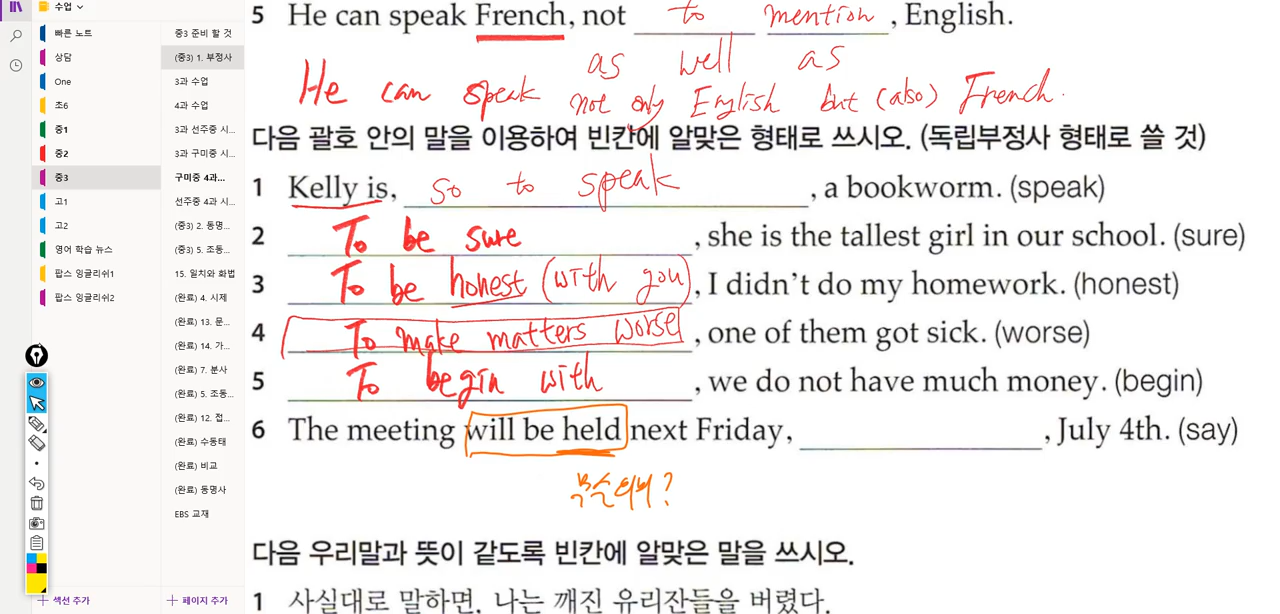 수업
빠른 노트
상담
One
초6
중1
중2
중3
고1
고2
영어 학습 뉴스
팝스 잉글리쉬1
팝스 잉글리쉬2
섹션 추가
중3 준비 할 것
(중3) 1. 부정사
3과 수업
4과 수업
3과 선주중 시...
3과 구미중 시...
구미중 4과...
선주중 4과 시...
(중3) 2. 동명...
(중3) 5. 조동...
15. 일치와 화법
(완료) 4. 시제
(완료) 13. 문...
(완료) 14. 가...
(완료) 7. 분사
(완료) 5. 조동...
(완료) 12. 접...
(완료) 수동태
(완료) 비교
(완료) 동명사
EBS 교재
페이지 추가
5 He can speak French, not to mention, English.
as well as
He can speak not only English but (also) French.
다음 괄호 안의 말을 이용하여 빈칸에 알맞은 형태로 쓰시오. (독립부정사 형태로 쓸 것)
1 Kelly is, so to speak, a bookworm. (speak)
2 To be sure, she is the tallest girl in our school. (sure)
3 To be honest (with you), I didn't do my homework. (honest)
4 To make matters worse, one of them got sick. (worse)
5 To begin with, we do not have much money. (begin)
6 The meeting will be held next Friday, , July 4th. (say)
다음 우리말과 뜻이 같도록 빈칸에 알맞은 말을 쓰시오.
1 사실대로 말하면, 나는 깨진 유리잔들을 버렸다.